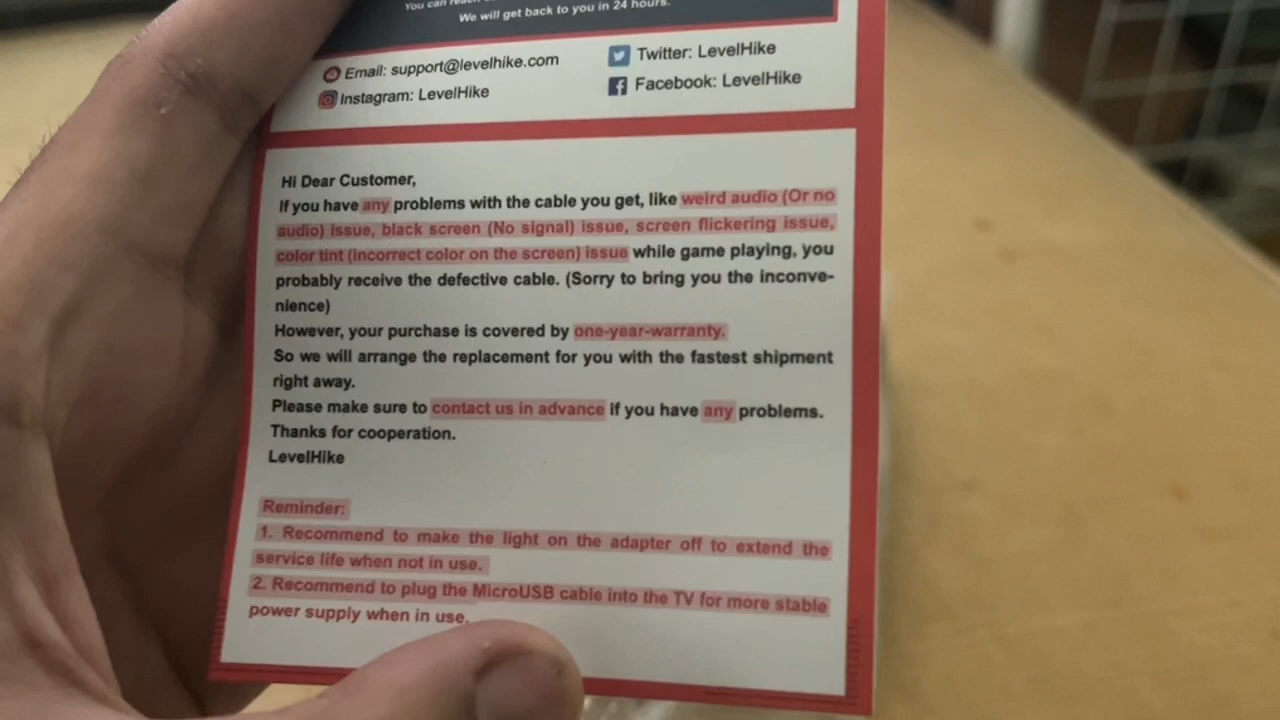 You can reach
We will get back to you in 24 hours.
Email: support@levelhike.com
Twitter: LevelHike
Instagram: LevelHike
Facebook: LevelHike
Hi Dear Customer,
If you have any problems with the cable you get, like weird audio (Or no
audio) issue, black screen (No signal) issue, screen flickering issue,
color tint (Incorrect color on the screen) issue while game playing, you
probably receive the defective cable. (Sorry to bring you the inconve-
nience)
However, your purchase is covered by one-year-warranty.
So we will arrange the replacement for you with the fastest shipment
right away.
Please make sure to contact us in advance if you have any problems.
Thanks for cooperation.
LevelHike
Reminder:
1. Recommend to make the light on the adapter off to extend the
service life when not in use.
2. Recommend to plug the MicroUSB cable into the TV for more stable
power supply when in use.